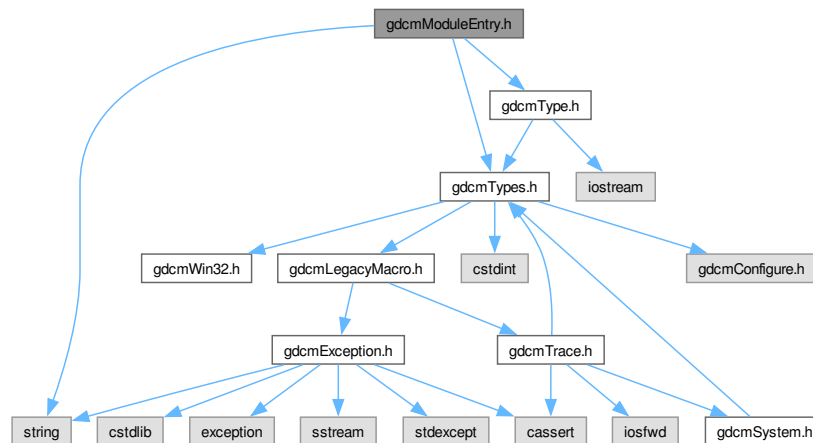 gdcmModuleEntry.h
gdcmType.h
gdcmTypes.h
iostream
gdcmWin32.h
gdcmLegacyMacro.h
cstdint
gdcmConfigure.h
gdcmException.h
gdcmTrace.h
string
cstdlib
exception
sstream
stdexcept
cassert
iosfwd
gdcmSystem.h